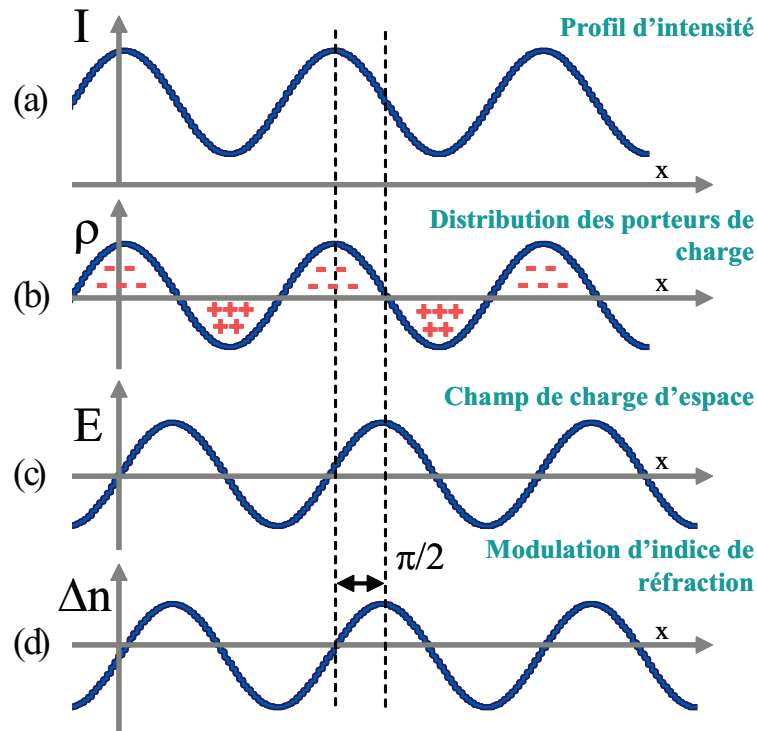 I
Profil d'intensité
(a)
x
ρ
Distribution des porteurs de
charge
(b)
x
- - - - - - -
+++ ++
- - - - - - -
+++ ++
- - - - - - -
E
Champ de charge d'espace
(c)
x
π/2
Modulation d'indice de
réfraction
Δn
(d)
x